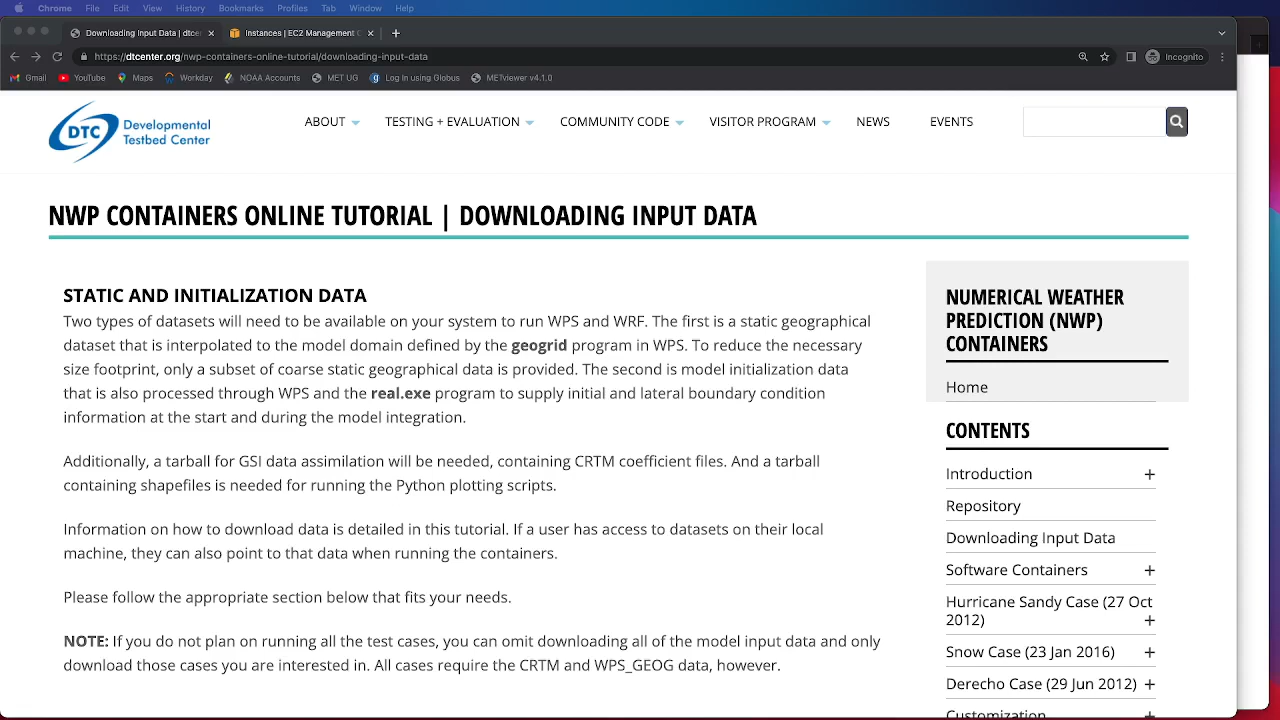 Chrome File Edit View History Bookmarks Profiles Tab Window Help
Downloading Input Data | dtcen × Instances | EC2 Management C × +
https://dtcenter.org/nwp-containers-online-tutorial/downloading-input-data Incognito
Gmail YouTube Maps Workday NOAA Accounts MET UG Log In using Globus METviewer v4.1.0
DTC Developmental
Testbed Center
ABOUT TESTING + EVALUATION COMMUNITY CODE VISITOR PROGRAM NEWS EVENTS
NWP CONTAINERS ONLINE TUTORIAL | DOWNLOADING INPUT DATA
STATIC AND INITIALIZATION DATA
Two types of datasets will need to be available on your system to run WPS and WRF. The first is a static geographical
dataset that is interpolated to the model domain defined by the geogrid program in WPS. To reduce the necessary
size footprint, only a subset of coarse static geographical data is provided. The second is model initialization data
that is also processed through WPS and the real.exe program to supply initial and lateral boundary condition
information at the start and during the model integration.
Additionally, a tarball for GSI data assimilation will be needed, containing CRTM coefficient files. And a tarball
containing shapefiles is needed for running the Python plotting scripts.
Information on how to download data is detailed in this tutorial. If a user has access to datasets on their local
machine, they can also point to that data when running the containers.
Please follow the appropriate section below that fits your needs.
NOTE: If you do not plan on running all the test cases, you can omit downloading all of the model input data and only
download those cases you are interested in. All cases require the CRTM and WPS_GEOG data, however.
NUMERICAL WEATHER
PREDICTION (NWP)
CONTAINERS
Home
CONTENTS
Introduction +
Repository
Downloading Input Data
Software Containers +
Hurricane Sandy Case (27 Oct
2012) +
Snow Case (23 Jan 2016) +
Derecho Case (29 Jun 2012) +
Customization +